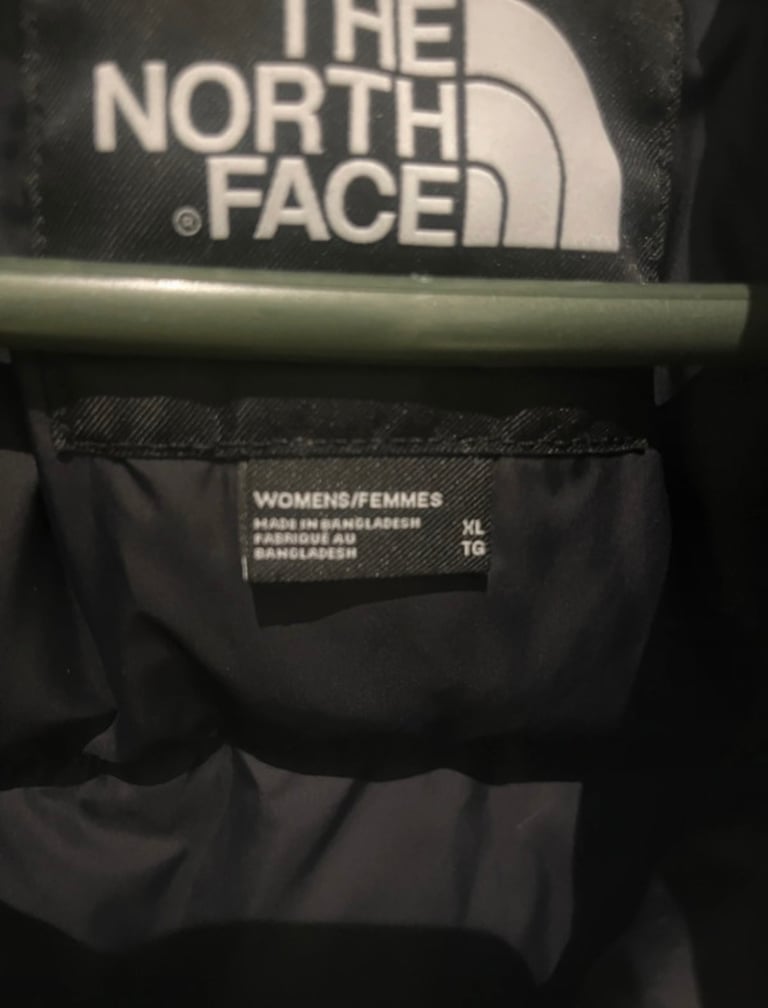 THE
NORTH
FACE
®
WOMENS/FEMMES
MADE IN BANGLADESH
FABRIQUÉ AU
BANGLADESH
XL
TG